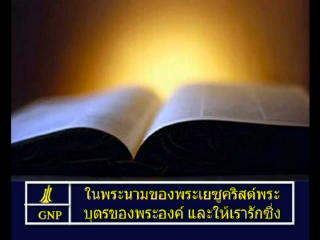 ในพระนามของพระเยซูคริสต์พระ
บุตรของพระองค์ และให้เรารักซึ่ง
GNP